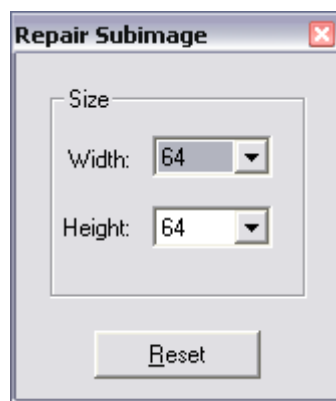 Repair Subimage
Size
Width: 64
Height: 64
Reset